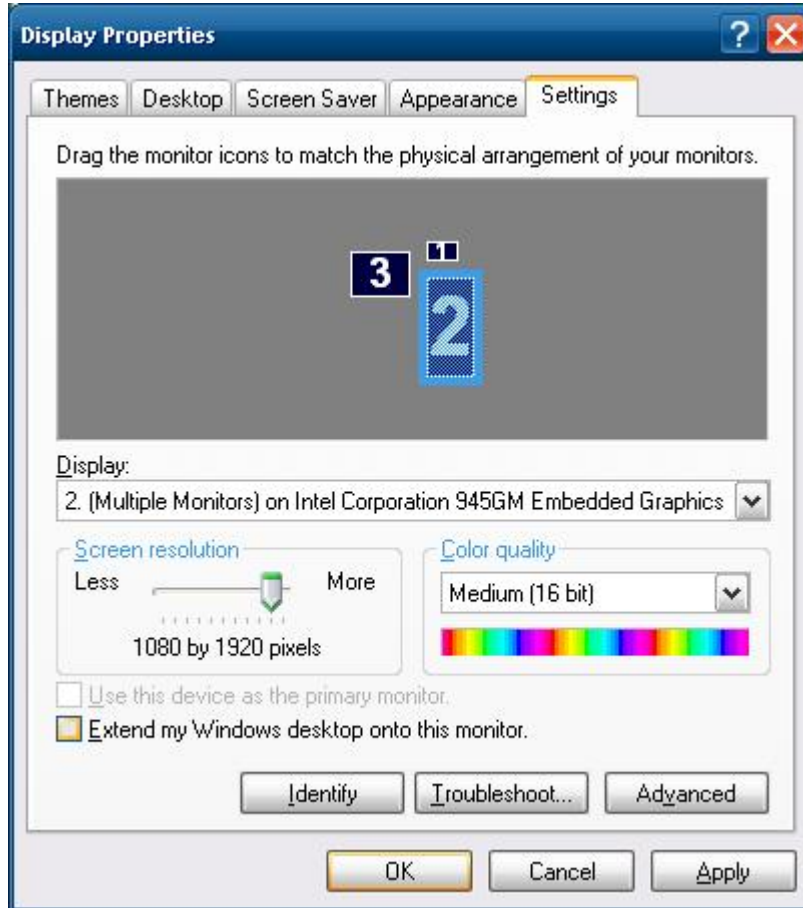 Display Properties
?
Themes Desktop Screen Saver Appearance Settings
Drag the monitor icons to match the physical arrangement of your monitors.
3 1
2
Display:
2. (Multiple Monitors) on Intel Corporation 945GM Embedded Graphics
Screen resolution Color quality
Less More Medium (16 bit)
1080 by 1920 pixels
Use this device as the primary monitor.
Extend my Windows desktop onto this monitor.
Identify Troubleshoot... Advanced
OK Cancel Apply